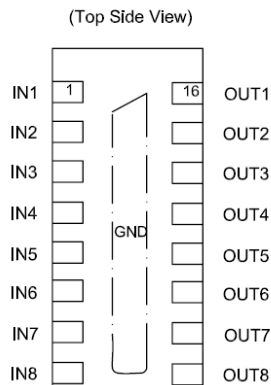 (Top Side View)
IN1 1 16 OUT1
IN2 OUT2
IN3 OUT3
IN4 OUT4
GND
IN5 OUT5
IN6 OUT6
IN7 OUT7
IN8 OUT8